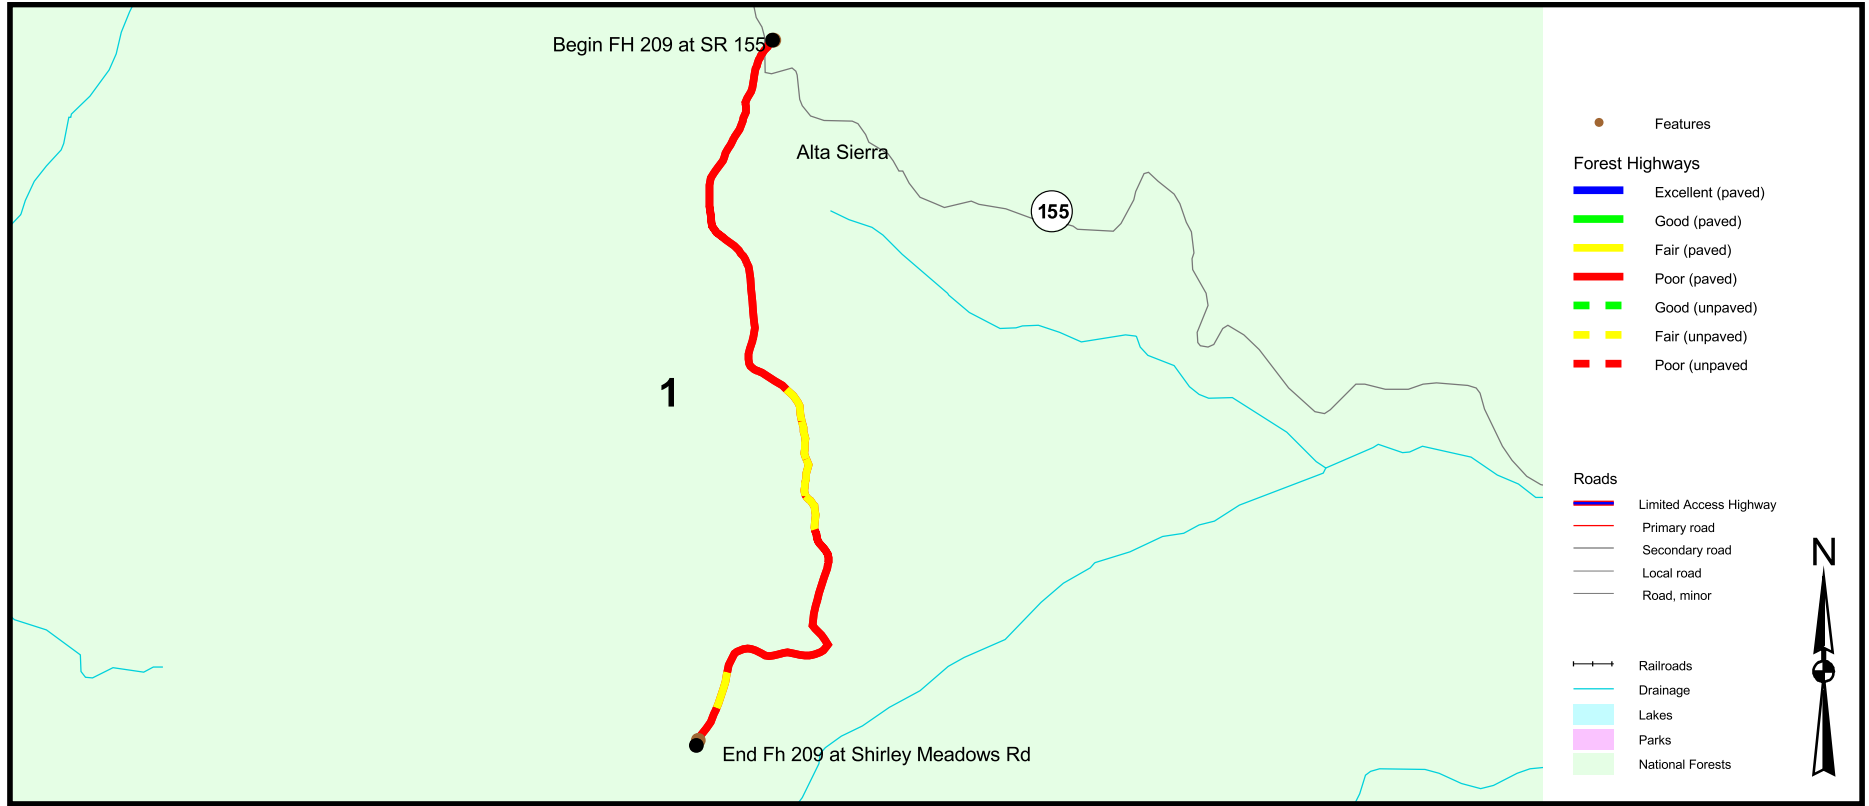 Begin FH 209 at SR 155
Alta Sierra
155
1
End Fh 209 at Shirley Meadows Rd
Features
Forest Highways
Excellent (paved)
Good (paved)
Fair (paved)
Poor (paved)
Good (unpaved)
Fair (unpaved)
Poor (unpaved
Roads
Limited Access Highway
Primary road
Secondary road
Local road
Road, minor
N
Railroads
Drainage
Lakes
Parks
National Forests